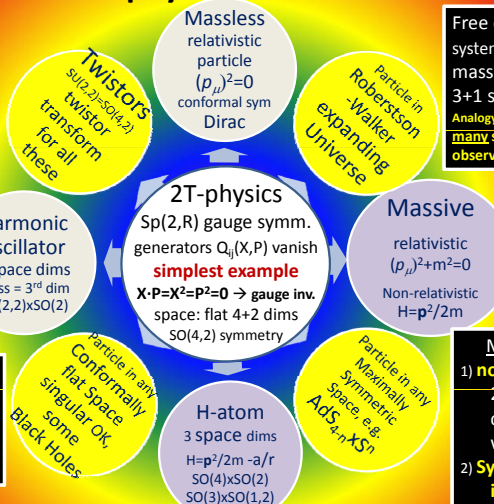 Massless
relativistic
particle
(pμ)²=0
conformal sym
Dirac
Twistors
SU(2,2)=SO(4,2)
twistor
transform
for all
these
Particle in
Roberstson
-Walker
expanding
Universe
Free
system
mass
3+1 s
Analogy
many s
observ
2T-physics
Sp(2,R) gauge symm.
generators Qij(X,P) vanish
simplest example
X·P=X²=P²=0 → gauge inv.
space: flat 4+2 dims
SO(4,2) symmetry
armonic
scillator
pace dims
ss = 3rd dim
(2,2)xSO(2)
Massive
relativistic
(pμ)²+m²=0
Non-relativistic
H=p²/2m
Particle in any
Conformally
flat Space
singular OK,
some
Black Holes
H-atom
3 space dims
H=p²/2m -a/r
SO(4)xSO(2)
SO(3)xSO(1,2)
Particle in any
Maximally
Symmetric
Space, e.g.
AdS4-nxSn
1) no
2) Sy
i